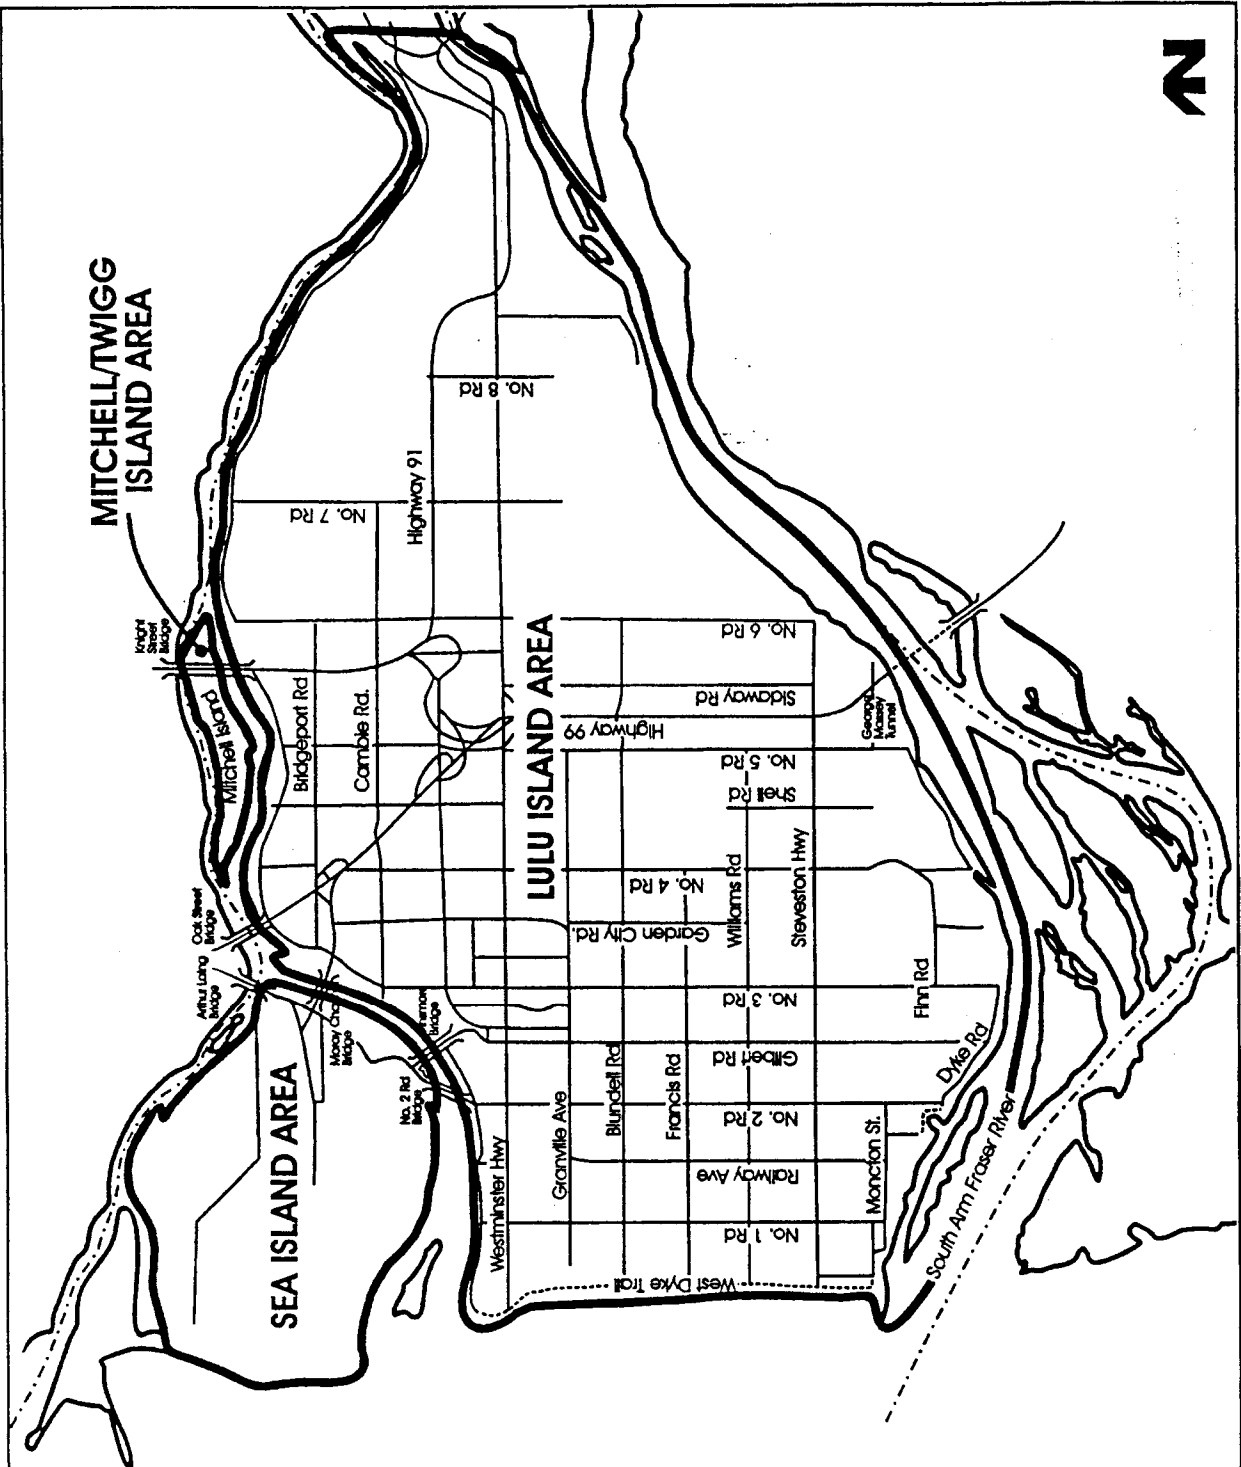 N
MITCHELL/TWIGG
ISLAND AREA
Knight
Street
Bridge
Mitchell Island
Oak Street
Bridge
Arthur Laing
Bridge
Moray
Bridge
Bridge
No. 2 Rd
Bridge
SEA ISLAND AREA
LULU ISLAND AREA
Bridgeport Rd
Cambie Rd.
Highway 91
No. 8 Rd
No. 7 Rd
No. 6 Rd
Sidaway Rd
Highway 99
No. 5 Rd
Shell Rd
No. 4 Rd
Garden City Rd.
No. 3 Rd
Gilbert Rd
No. 2 Rd
Railway Ave
No. 1 Rd
West Dyke Trail
Westminster Hwy
Granville Ave
Blundell Rd
Francis Rd
Williams Rd
Steveston Hwy
Moncton St.
Finn Rd
Dyke Rd
George
Massey
Tunnel
South Arm Fraser River